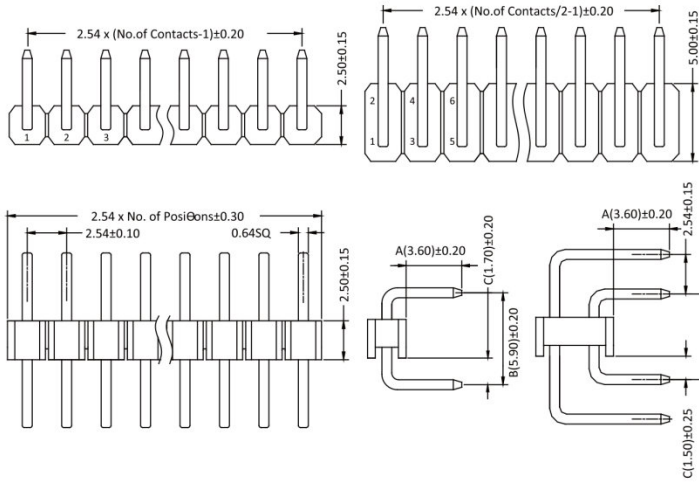 2.54 x (No.of Contacts-1)±0.20
2.50±0.15
1 2 3
2.54 x (No.of Contacts/2-1)±0.20
5.00±0.15
2 4 6
1 3 5
2.54 x No. of PosiƟons±0.30
2.54±0.10
0.64SQ
2.50±0.15
A(3.60)±0.20
C(1.70)±0.20
B(5.90)±0.20
A(3.60)±0.20
2.54±0.15
C(1.50)±0.25